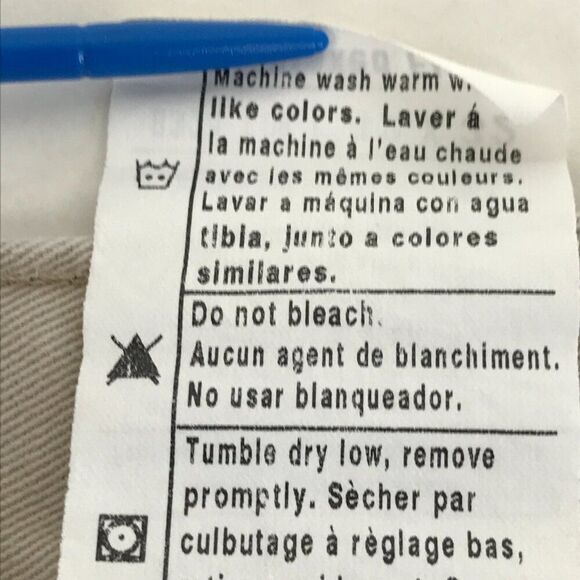 Machine wash warm
like colors. Laver á
la machine à l'eau chaude
avec les mêmes couleurs.
Lavar a máquina con agua
tibia, junto a colores
similares.
Do not bleach.
Aucun agent de blanchiment.
No usar blanqueador.
Tumble dry low, remove
promptly. Sècher par
culbutage à règlage bas,